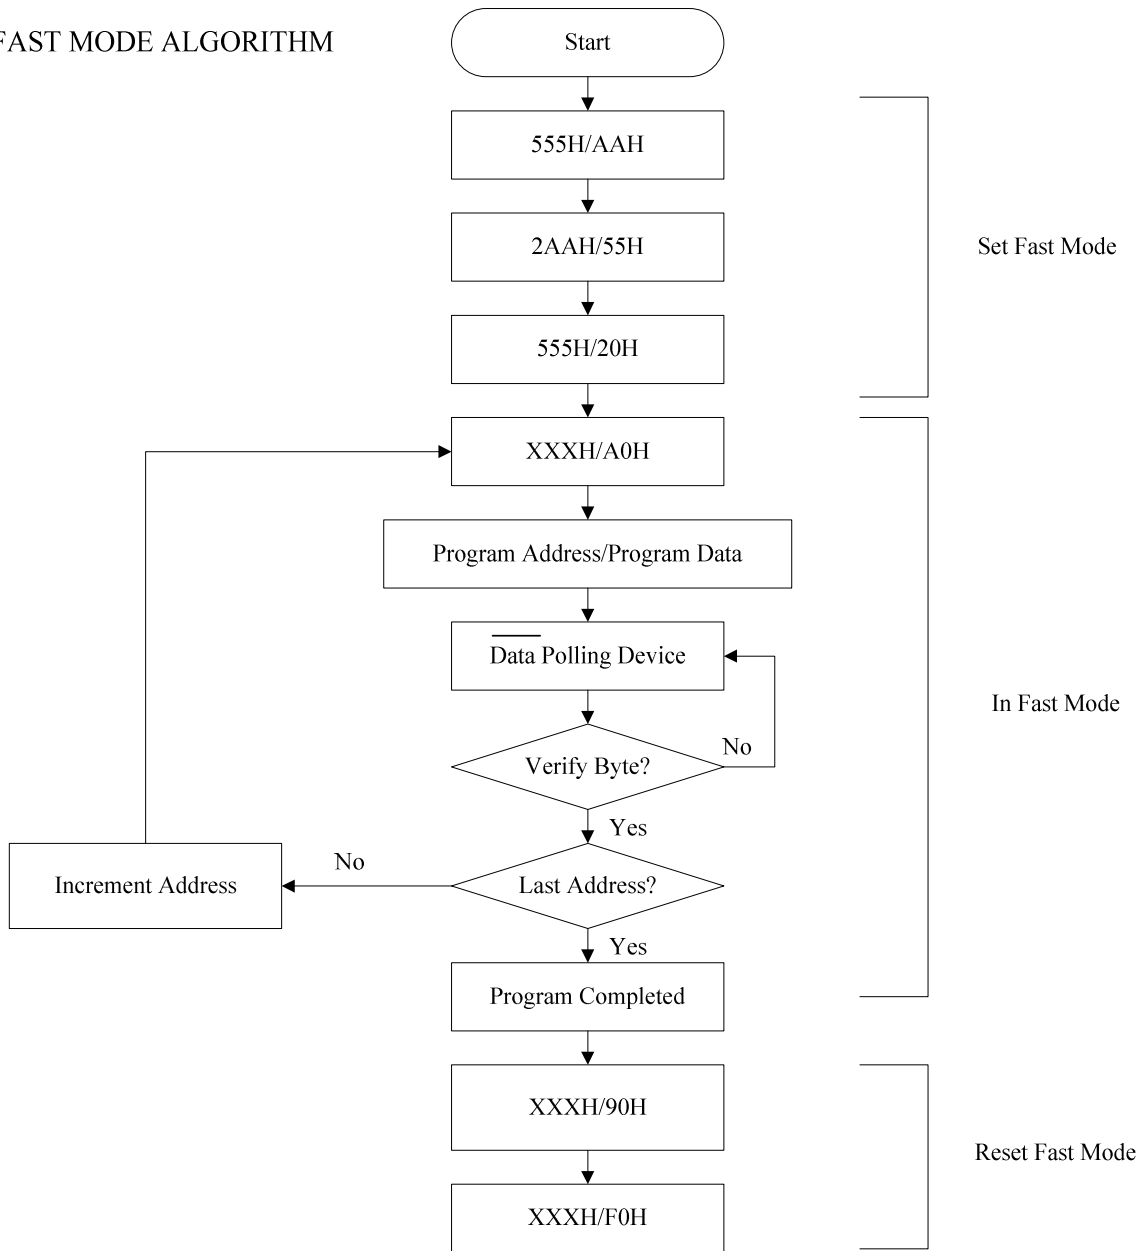 FAST MODE ALGORITHM
Start
555H/AAH
2AAH/55H
Set Fast Mode
555H/20H
XXXH/A0H
Program Address/Program Data
Data Polling Device
In Fast Mode
No
Verify Byte?
Yes
No
Increment Address
Last Address?
Yes
Program Completed
XXXH/90H
Reset Fast Mode
XXXH/F0H